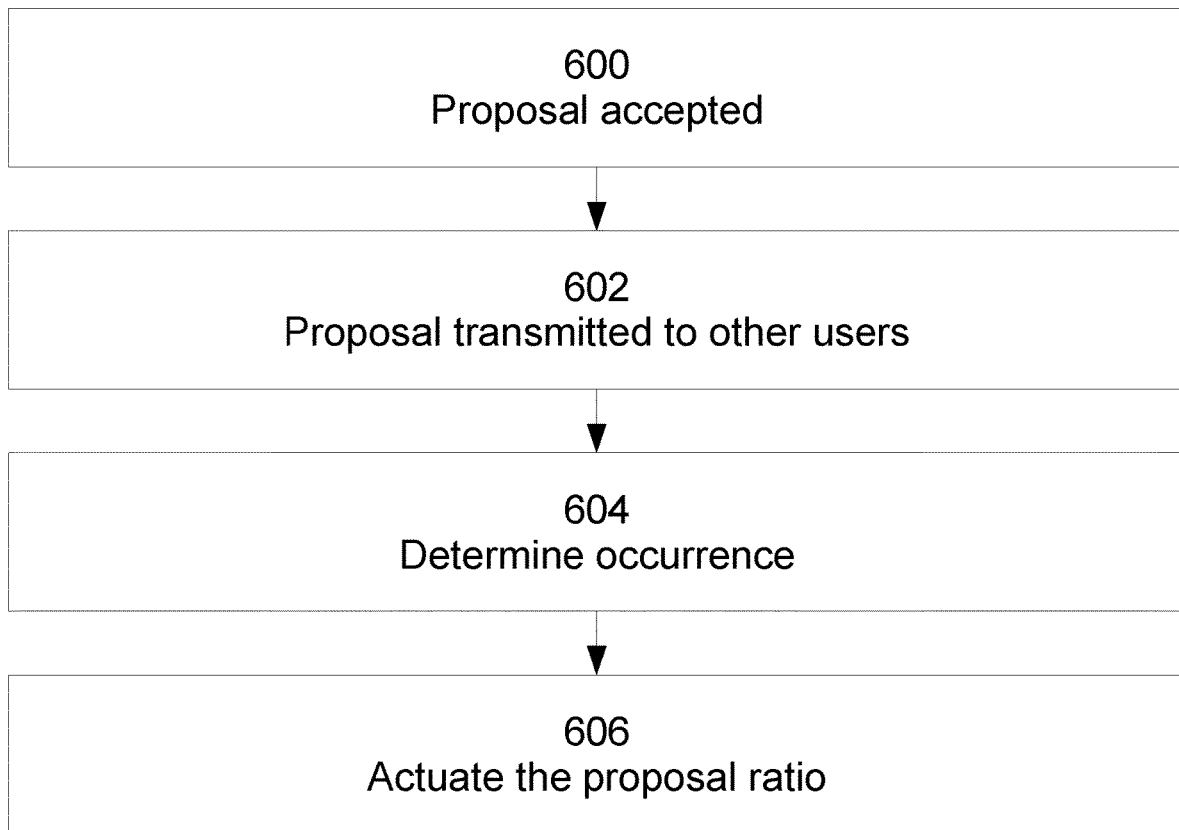 600
Proposal accepted
602
Proposal transmitted to other users
604
Determine occurrence
606
Actuate the proposal ratio